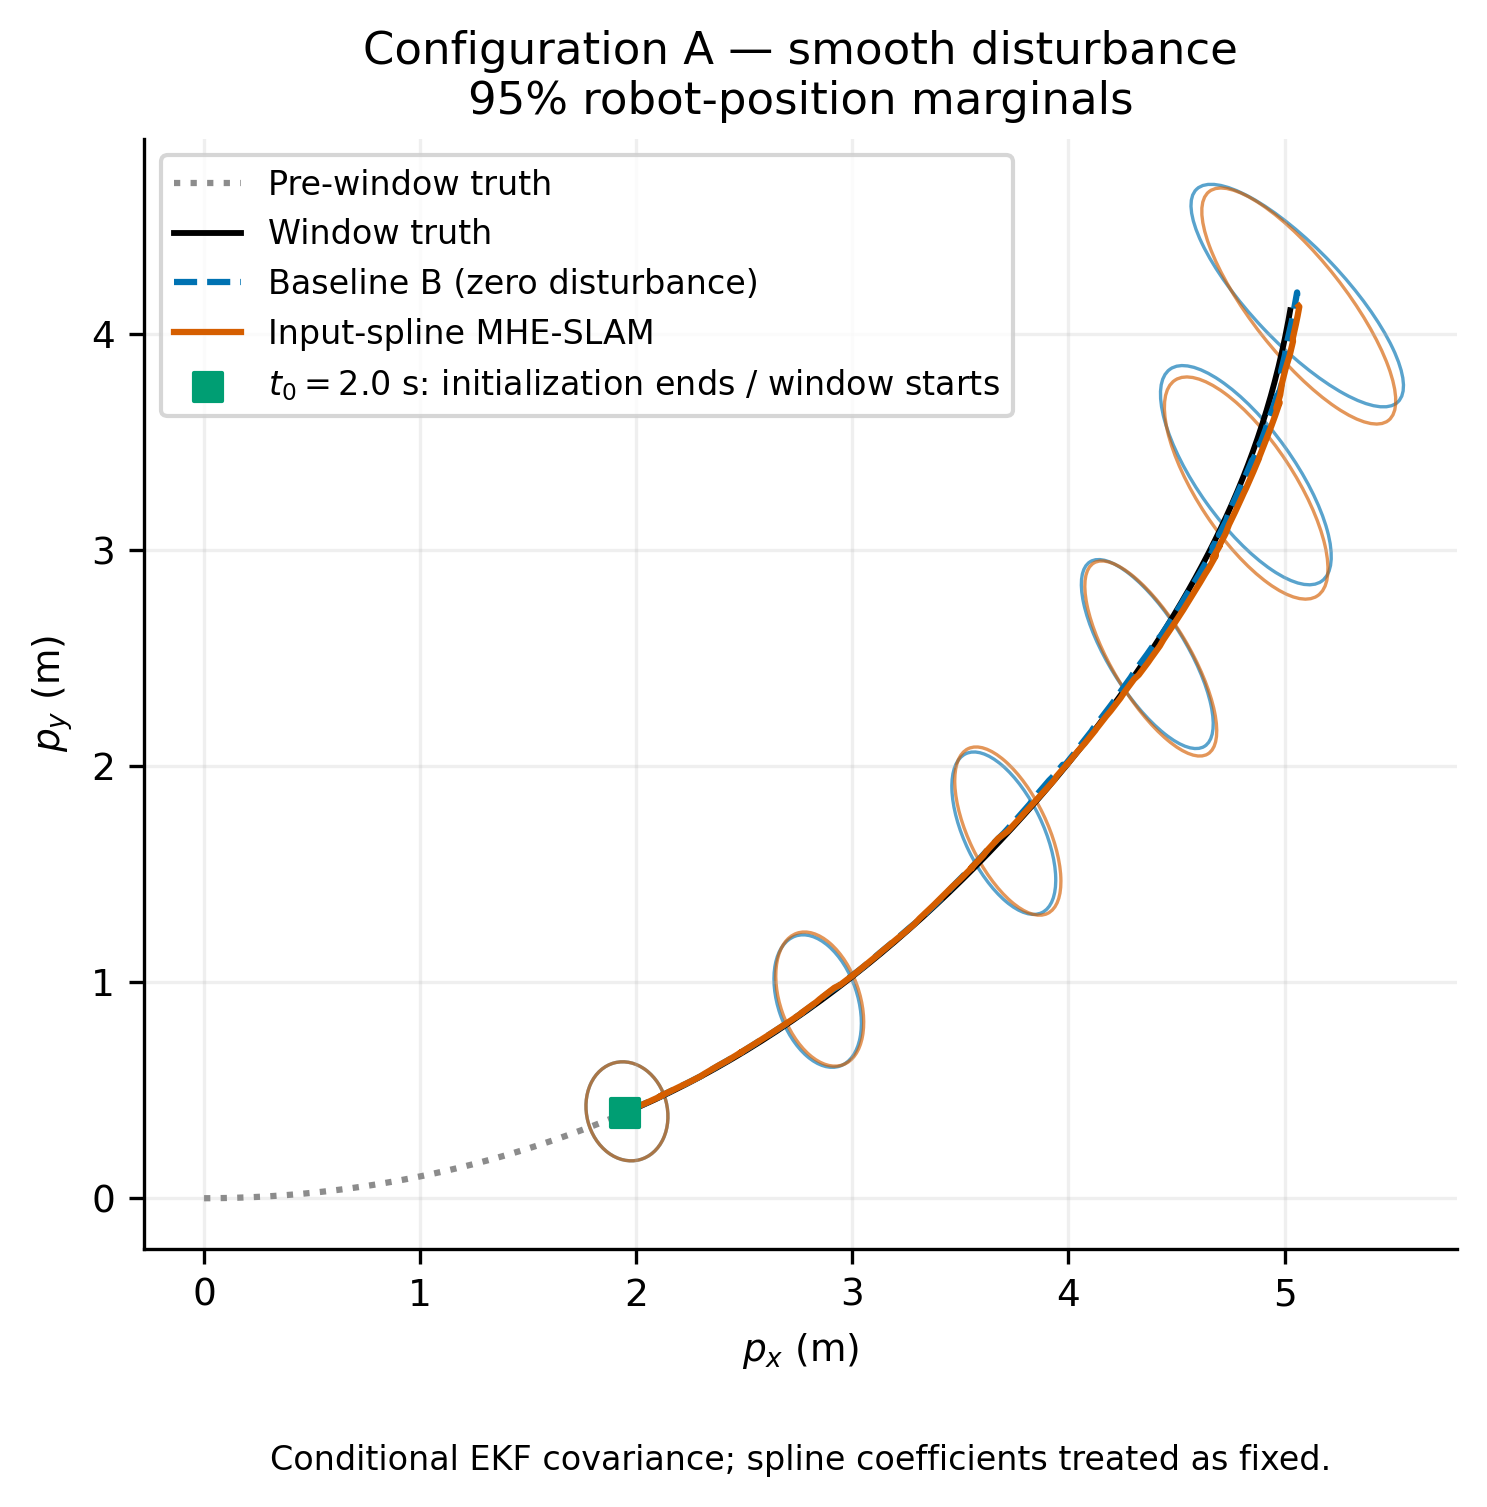 Configuration A — smooth disturbance
95% robot-position marginals
Pre-window truth
Window truth
Baseline B (zero disturbance)
Input-spline MHE-SLAM
t₀ = 2.0 s: initialization ends / window starts
4
3
2
1
0
p_y (m)
0 1 2 3 4 5
p_x (m)
Conditional EKF covariance; spline coefficients treated as fixed.